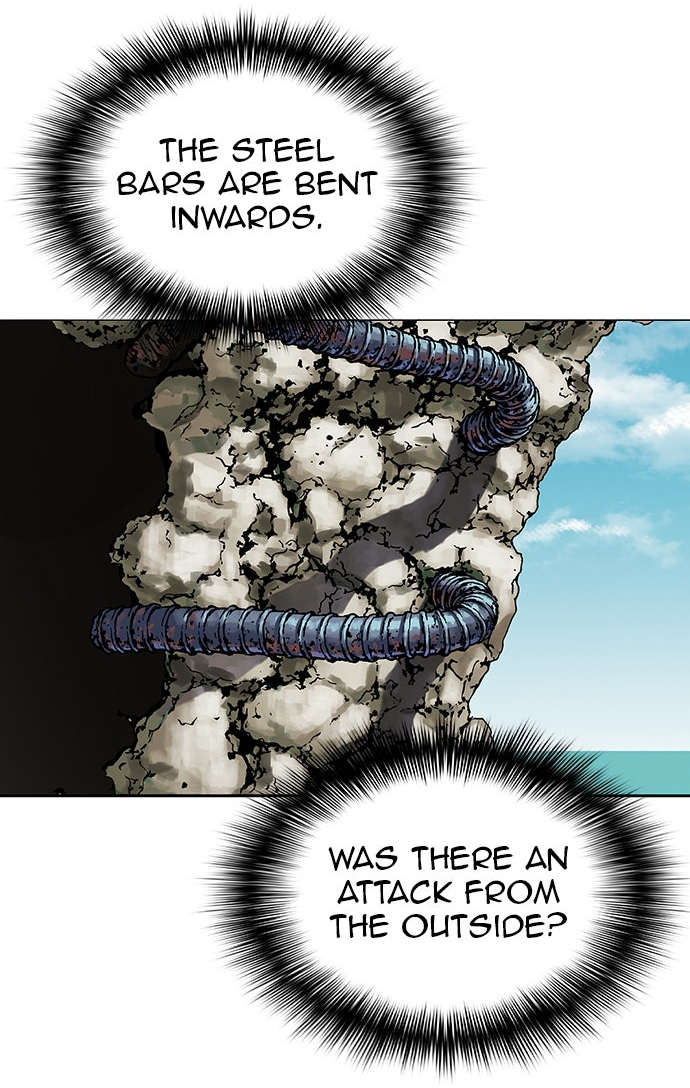 THE STEEL
BARS ARE BENT
INWARDS.
WAS THERE AN
ATTACK FROM
THE OUTSIDE?